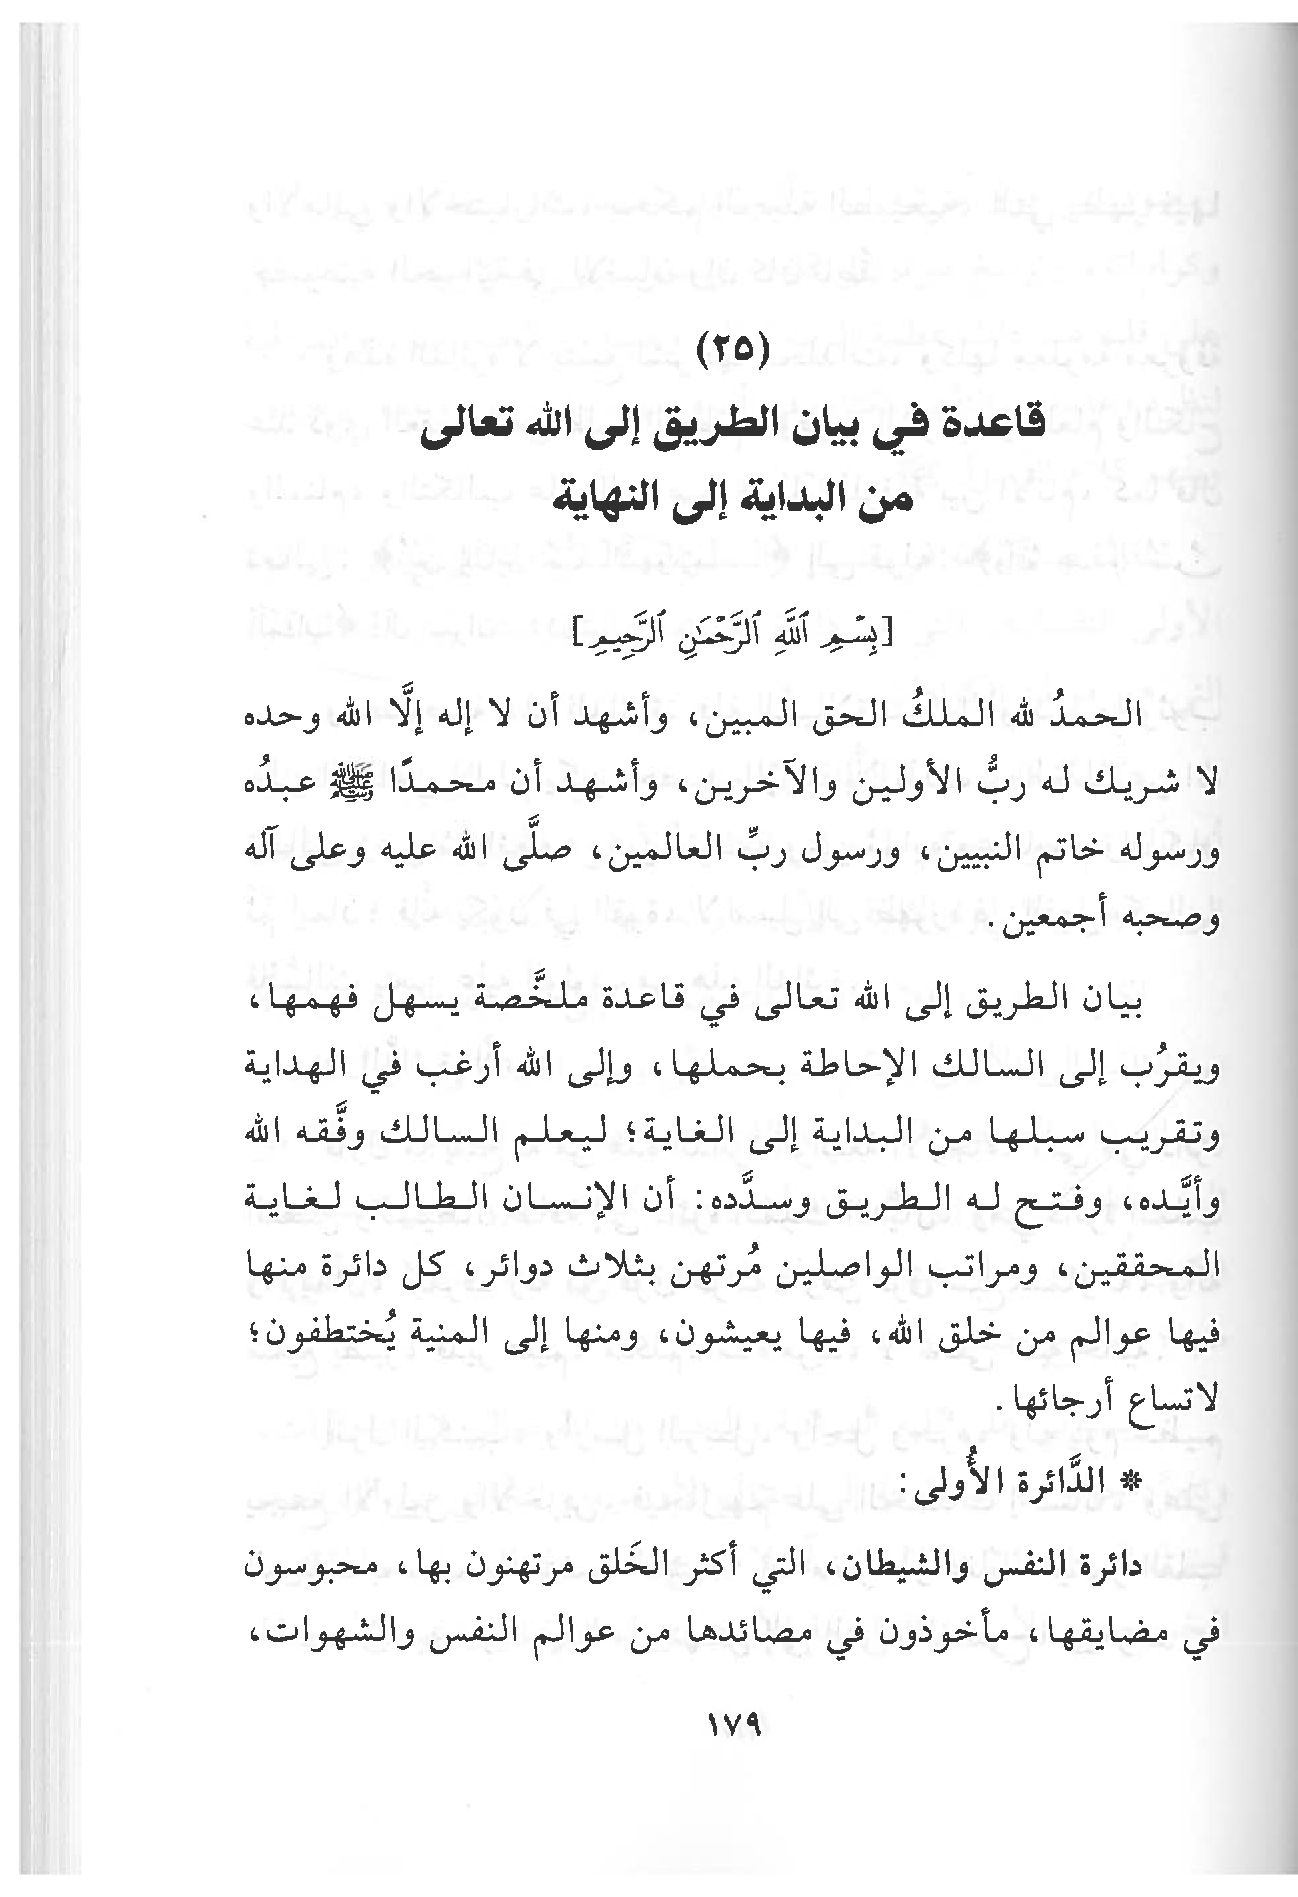 (٢٥)
قاعدة في بيان الطريق إلى الله تعالى
من البداية إلى النهاية
[بِسْمِ ٱللَّهِ ٱلرَّحْمَٰنِ ٱلرَّحِيمِ]
الحمدُ لله الملكُ الحق المبين، وأشهد أن لا إله إلَّا الله وحده
لا شريك له ربُّ الأولين والآخرين، وأشهد أن محمدًا ﷺ عبدُه
ورسوله خاتم النبيين، ورسول ربِّ العالمين، صلَّى الله عليه وعلى آله
وصحبه أجمعين.
بيان الطريق إلى الله تعالى في قاعدة ملخَّصة يسهل فهمها،
ويقرُب إلى السالك الإحاطة بحملها، وإلى الله أرغب في الهداية
وتقريب سبلها من البداية إلى الغاية؛ ليعلم السالك وفَّقه الله
وأيَّده، وفتح له الطريق وسدَّده: أن الإنسان الطالب لغاية
المحققين، ومراتب الواصلين مُرتهن بثلاث دوائر، كل دائرة منها
فيها عوالم من خلق الله، فيها يعيشون، ومنها إلى المنية يُختطفون؛
لاتساع أرجائها.
* الدَّائرة الأُولى:
دائرة النفس والشيطان، التي أكثر الخَلق مرتهنون بها، محبوسون
في مضايقها، مأخوذون في مصائدها من عوالم النفس والشهوات،
١٧٩